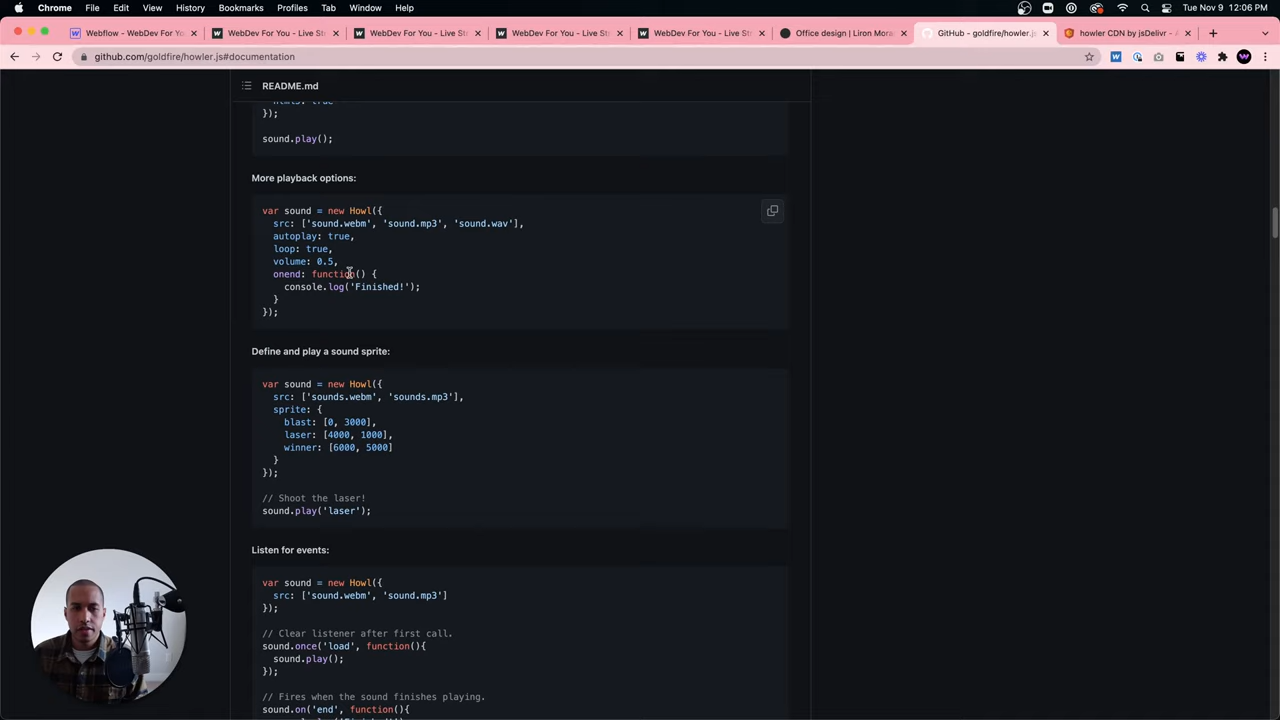 Chrome File Edit View History Bookmarks Profiles Tab Window Help Tue Nov 9 12:06 PM
Webflow - WebDev For You WebDev For You - Live St WebDev For You - Live St WebDev For You - Live St WebDev For You - Live St Office design | Liron Mora GitHub - goldfire/howler.js howler CDN by jsDelivr - A
github.com/goldfire/howler.js#documentation
README.md
html5: true
});
sound.play();
More playback options:
var sound = new Howl({
src: ['sound.webm', 'sound.mp3', 'sound.wav'],
autoplay: true,
loop: true,
volume: 0.5,
onend: function() {
console.log('Finished!');
}
});
Define and play a sound sprite:
var sound = new Howl({
src: ['sounds.webm', 'sounds.mp3'],
sprite: {
blast: [0, 3000],
laser: [4000, 1000],
winner: [6000, 5000]
}
});
// Shoot the laser!
sound.play('laser');
Listen for events:
var sound = new Howl({
src: ['sound.webm', 'sound.mp3']
});
// Clear listener after first call.
sound.once('load', function(){
sound.play();
});
// Fires when the sound finishes playing.
sound.on('end', function(){